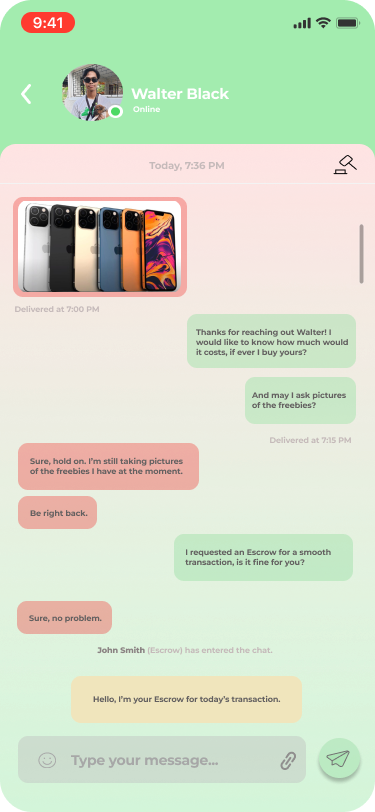 9:41
Walter Black
Online
Today, 7:36 PM
Delivered at 7:00 PM
Thanks for reaching out Walter! I
would like to know how much would
it costs, if ever I buy yours?
And may I ask pictures
of the freebies?
Delivered at 7:15 PM
Sure, hold on. I'm still taking pictures
of the freebies I have at the moment.
Be right back.
I requested an Escrow for a smooth
transaction, is it fine for you?
Sure, no problem.
John Smith (Escrow) has entered the chat.
Hello, I'm your Escrow for today's transaction.
Type your message...